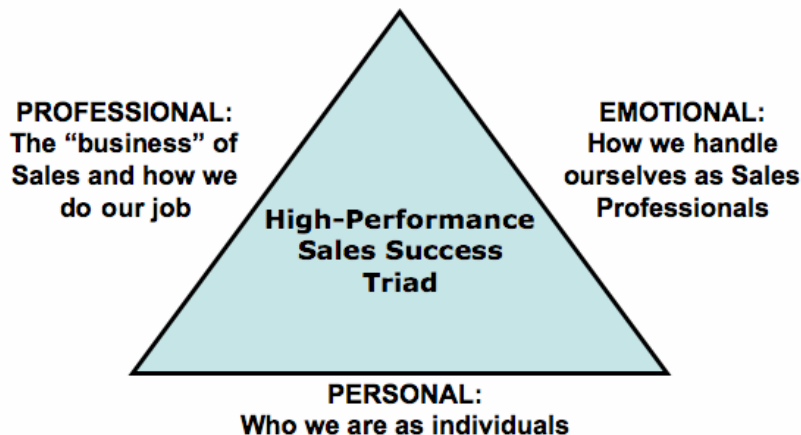 PROFESSIONAL:
The “business” of
Sales and how we
do our job
EMOTIONAL:
How we handle
ourselves as Sales
Professionals
High-Performance
Sales Success
Triad
PERSONAL:
Who we are as individuals